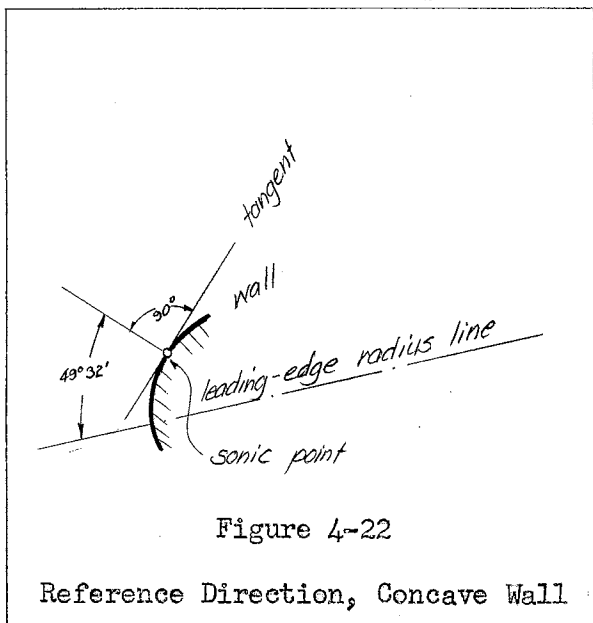 tangent
wall
90°
49°32'
leading-edge radius line
sonic point
Figure 4-22
Reference Direction, Concave Wall